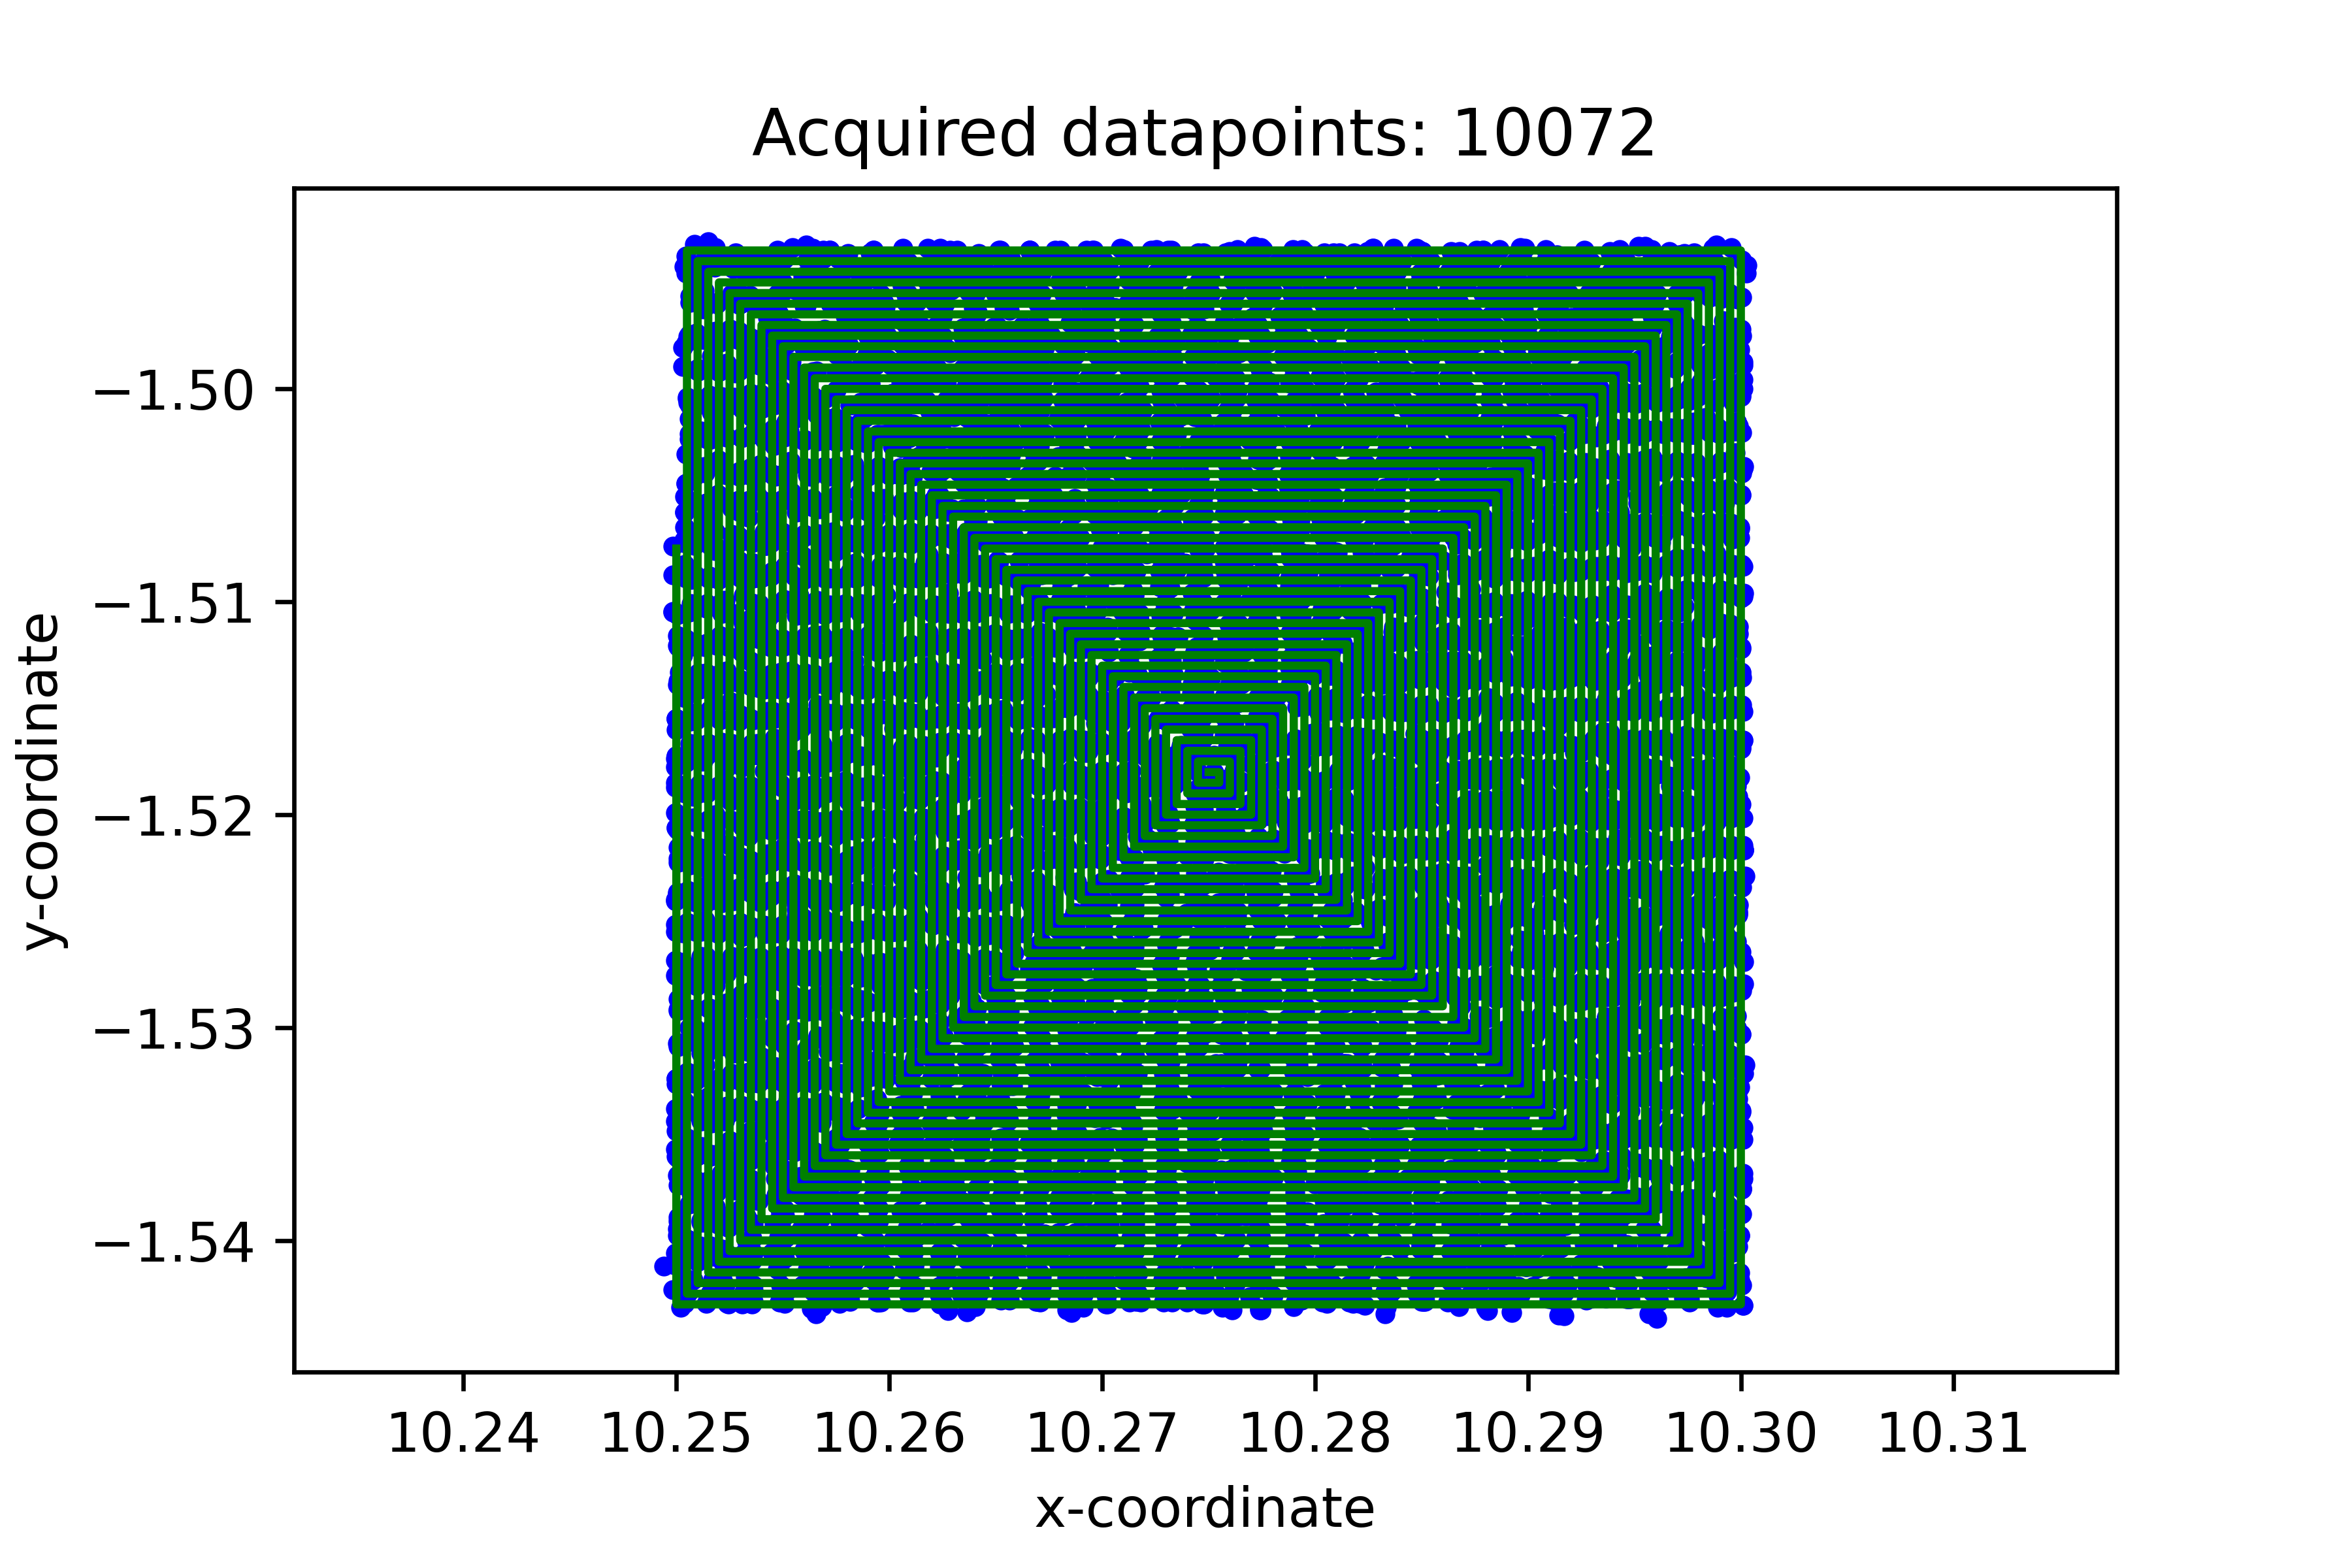 Acquired datapoints: 10072
−1.50
−1.51
−1.52
−1.53
−1.54
y-coordinate
10.24 10.25 10.26 10.27 10.28 10.29 10.30 10.31
x-coordinate